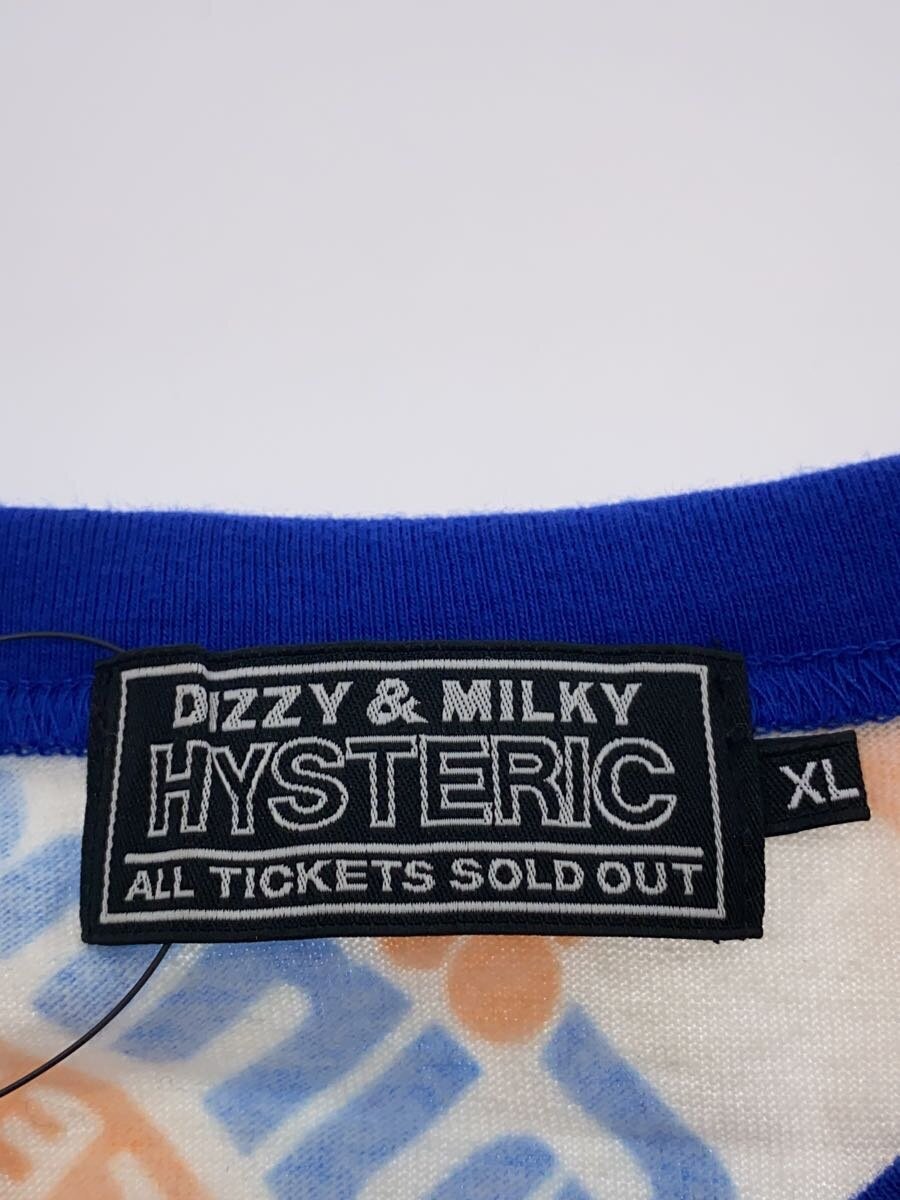 DIZZY & MILKY
HYSTERIC
ALL TICKETS SOLD OUT
XL